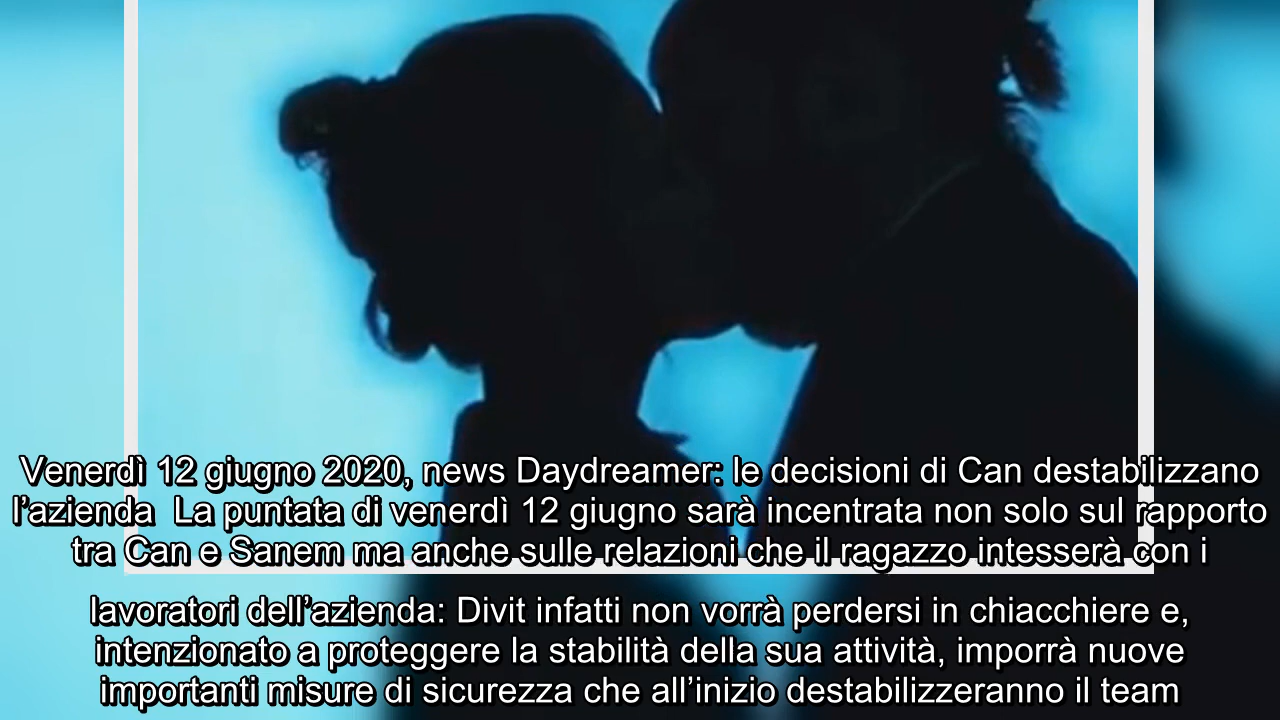 Venerdì 12 giugno 2020, news Daydreamer: le decisioni di Can destabilizzano
l’azienda  La puntata di venerdì 12 giugno sarà incentrata non solo sul rapporto
tra Can e Sanem ma anche sulle relazioni che il ragazzo intesserà con i
lavoratori dell’azienda: Divit infatti non vorrà perdersi in chiacchiere e,
intenzionato a proteggere la stabilità della sua attività, imporrà nuove
importanti misure di sicurezza che all’inizio destabilizzeranno il team